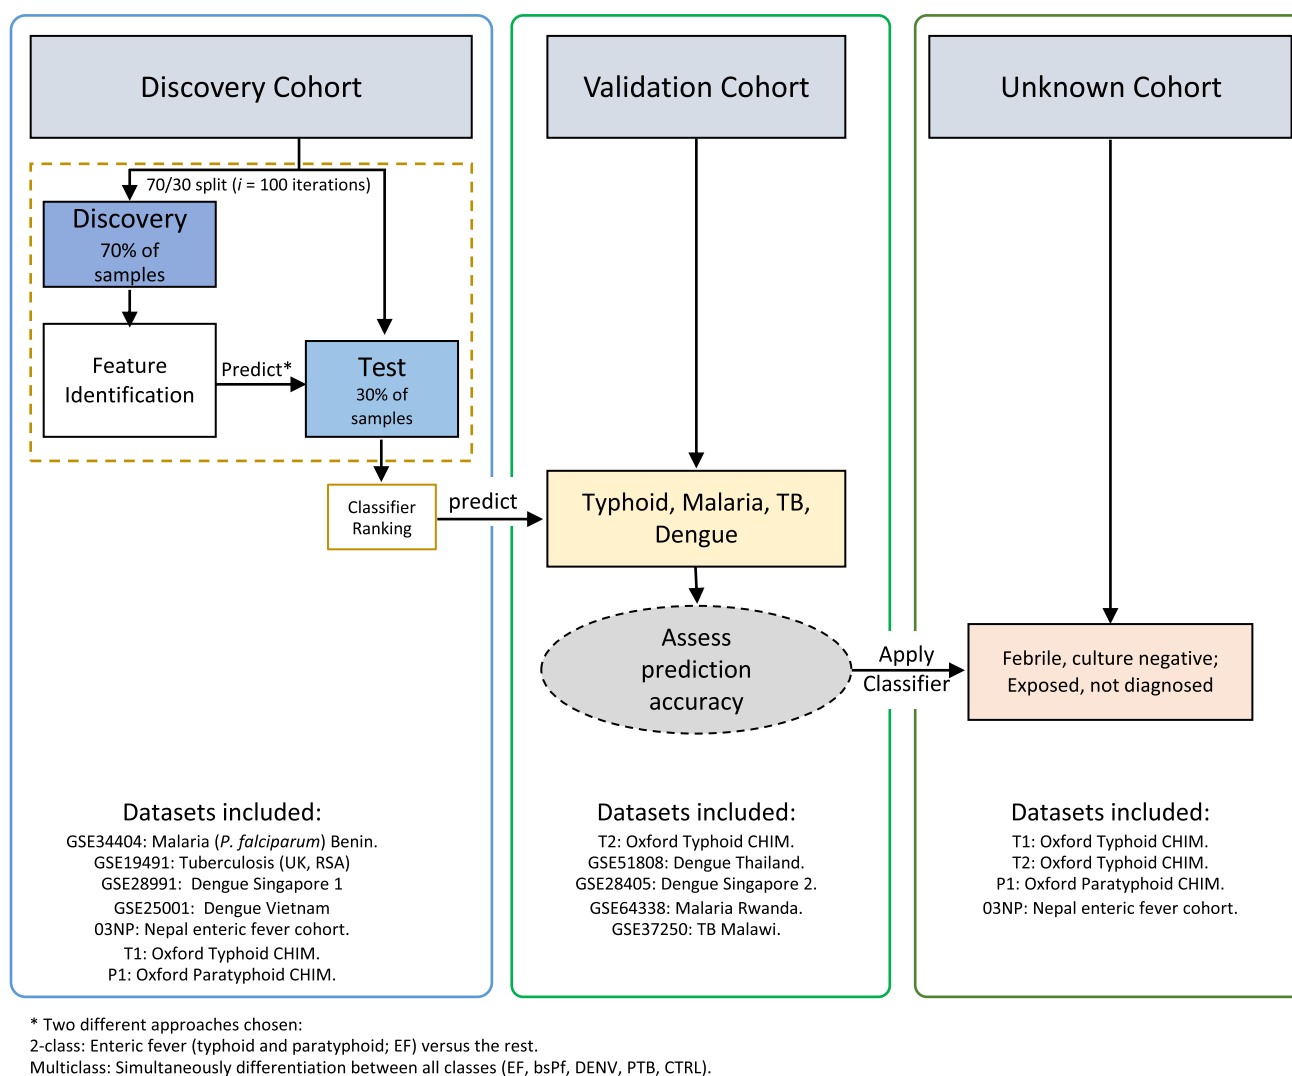 Discovery Cohort
70/30 split (i = 100 iterations)
Discovery
70% of
samples
Feature
Identification
Predict*
Test
30% of
samples
Classifier
Ranking
predict
Datasets included:
GSE34404: Malaria (P. falciparum) Benin.
GSE19491: Tuberculosis (UK, RSA)
GSE28991:  Dengue Singapore 1
GSE25001:  Dengue Vietnam
03NP: Nepal enteric fever cohort.
T1: Oxford Typhoid CHIM.
P1: Oxford Paratyphoid CHIM.
Validation Cohort
Typhoid, Malaria, TB,
Dengue
Assess
prediction
accuracy
Apply
Classifier
Datasets included:
T2: Oxford Typhoid CHIM.
GSE51808: Dengue Thailand.
GSE28405: Dengue Singapore 2.
GSE64338: Malaria Rwanda.
GSE37250: TB Malawi.
Unknown Cohort
Febrile, culture negative;
Exposed, not diagnosed
Datasets included:
T1: Oxford Typhoid CHIM.
T2: Oxford Typhoid CHIM.
P1: Oxford Paratyphoid CHIM.
03NP: Nepal enteric fever cohort.
* Two different approaches chosen:
2-class: Enteric fever (typhoid and paratyphoid; EF) versus the rest.
Multiclass: Simultaneously differentiation between all classes (EF, bsPf, DENV, PTB, CTRL).